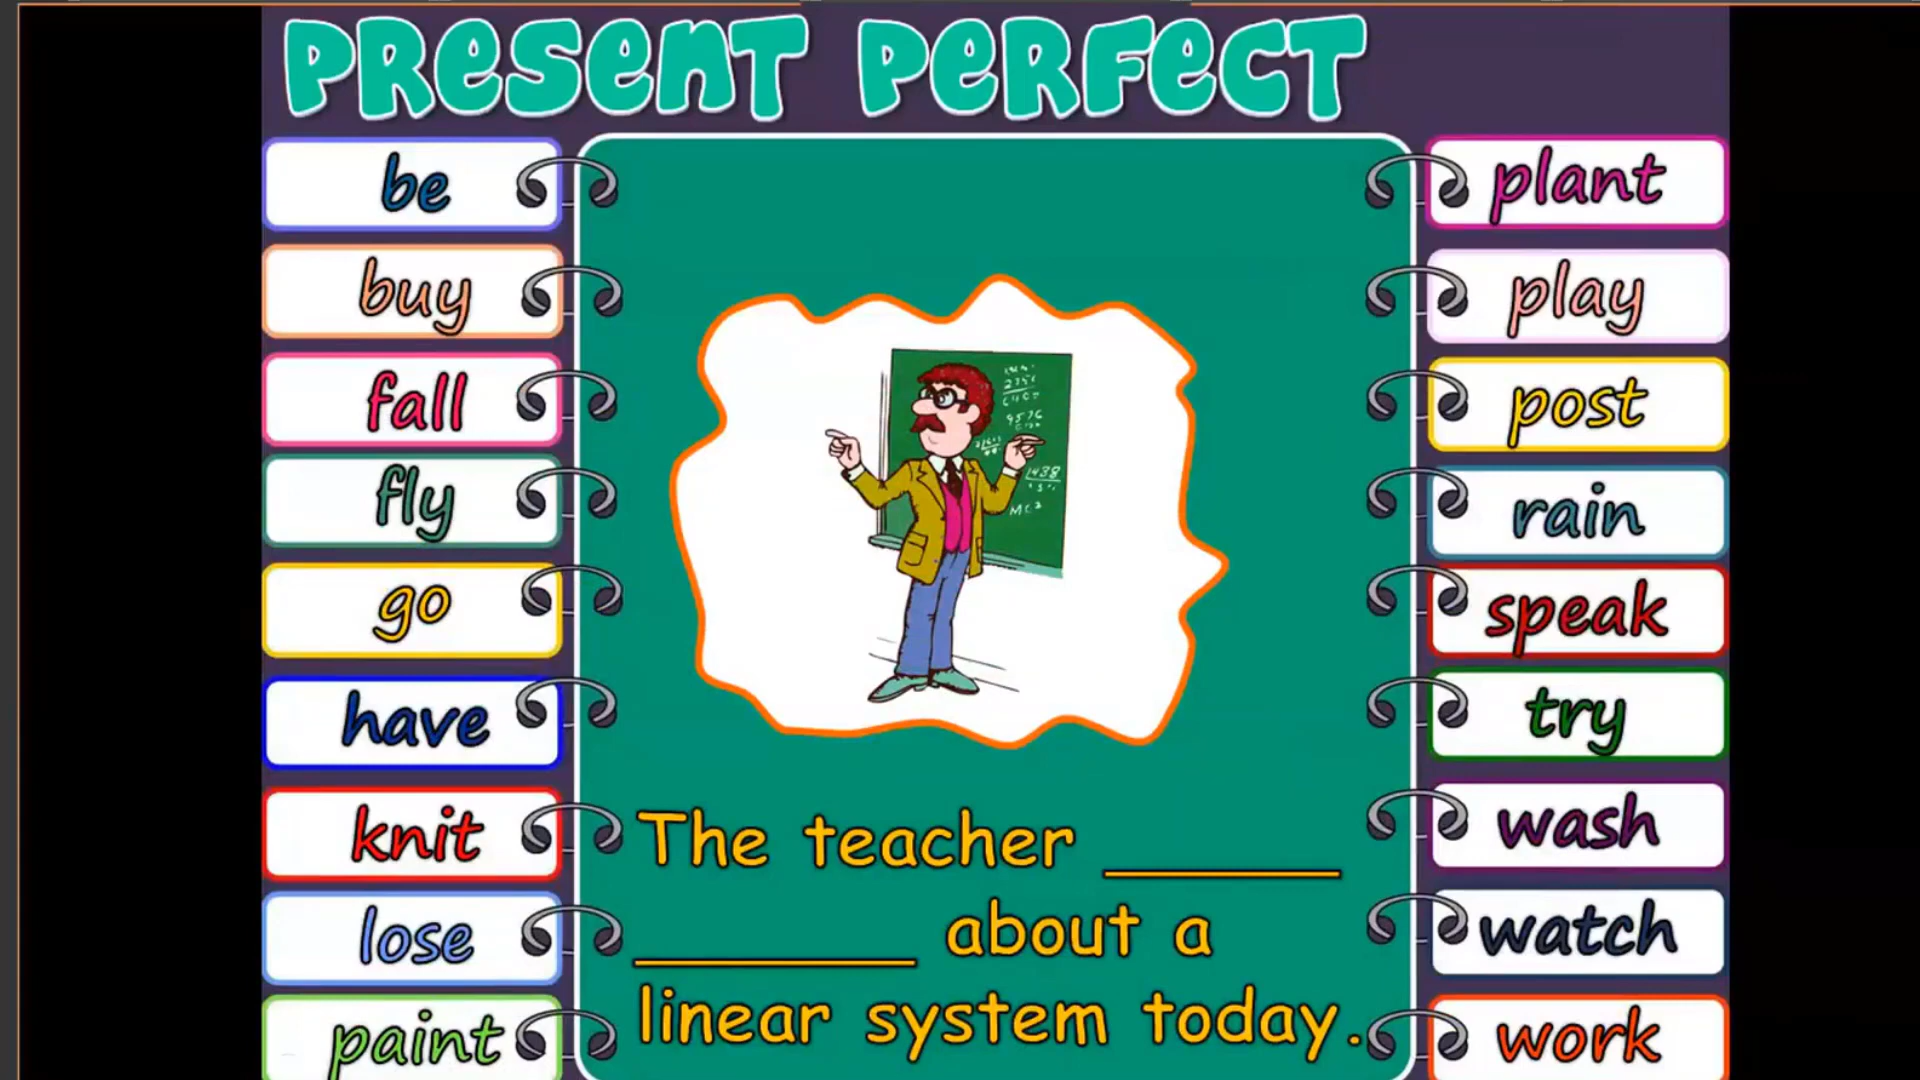 PRESENT PERFECT
be
buy
fall
fly
go
have
knit
lose
paint
The teacher ______
_______ about a
linear system today.
plant
play
post
rain
speak
try
wash
watch
work